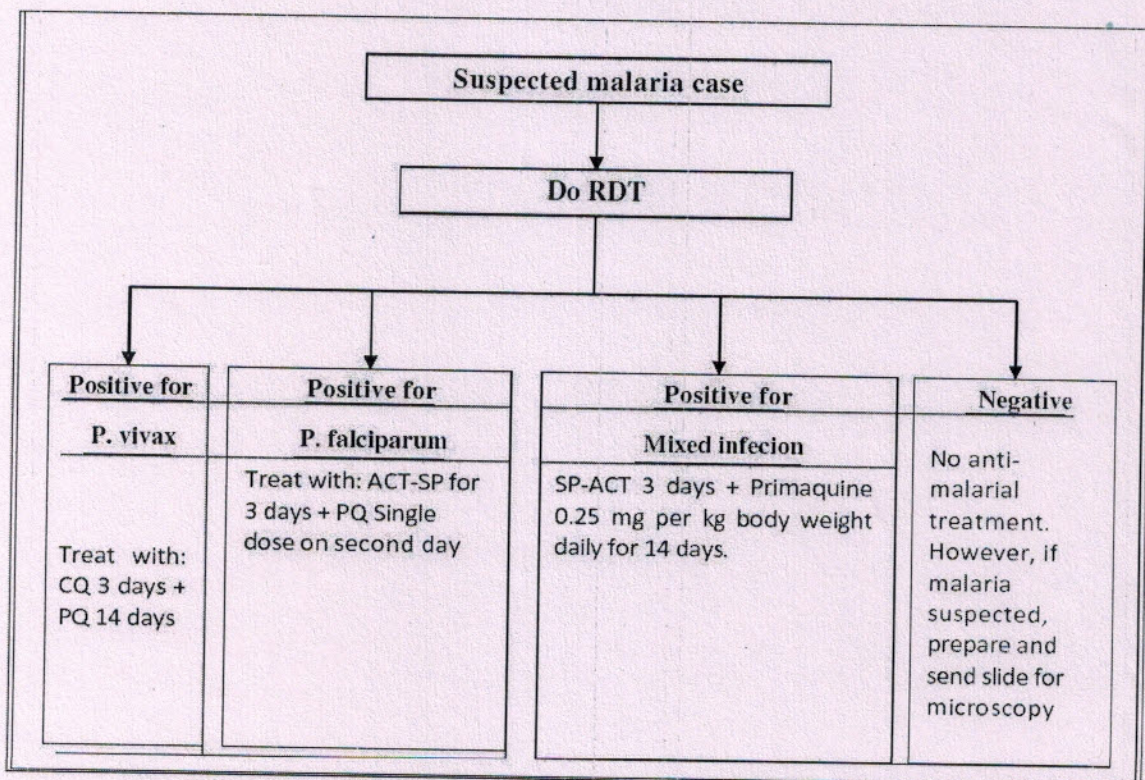 Suspected malaria case
Do RDT
Positive for
P. vivax
Treat with:
CQ 3 days +
PQ 14 days
Positive for
P. falciparum
Treat with: ACT-SP for
3 days + PQ Single
dose on second day
Positive for
Mixed infecion
SP-ACT 3 days + Primaquine
0.25 mg per kg body weight
daily for 14 days.
Negative
No anti-
malarial
treatment.
However, if
malaria
suspected,
prepare and
send slide for
microscopy